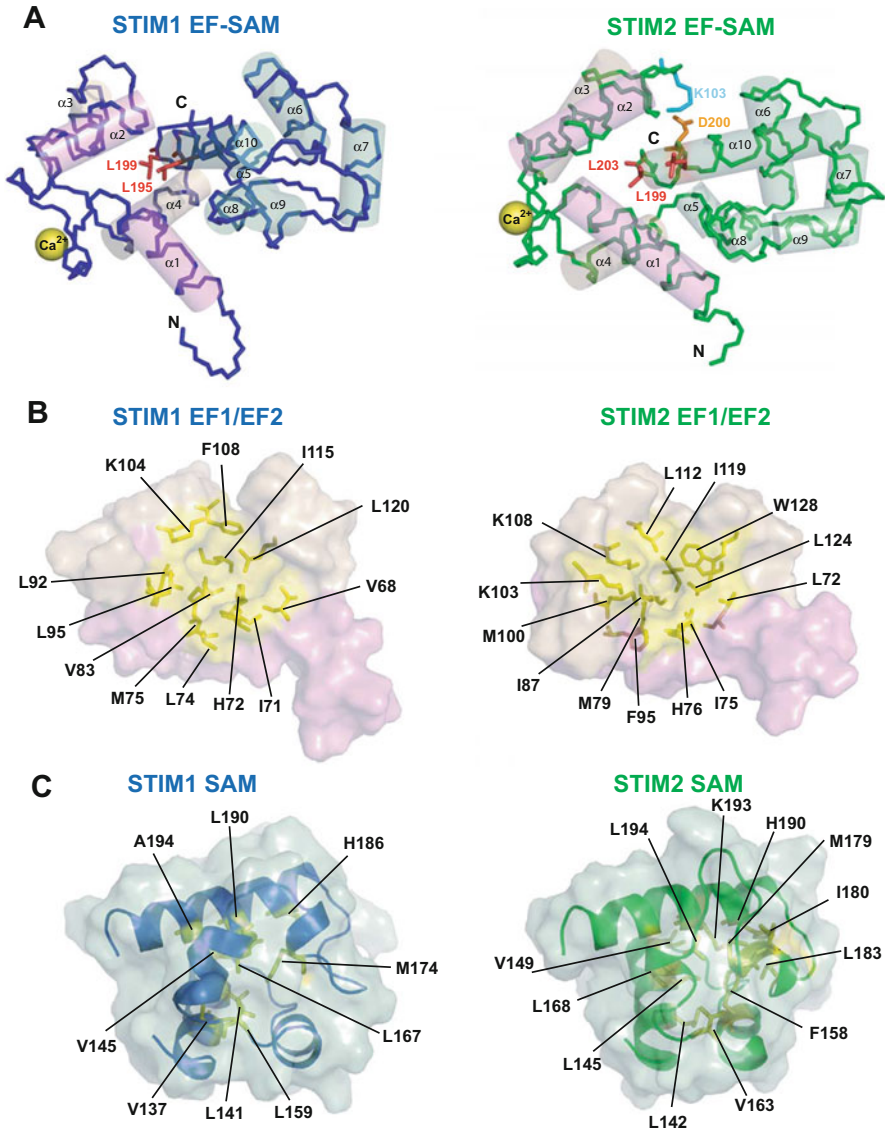 A
STIM1 EF-SAM
STIM2 EF-SAM
α3
α2
C
α6
α10
α7
L199
L195
α5
α4
α8
α9
Ca2+
α1
N
α3
α2
K103
α6
D200
C
α10
L203
L199
α7
α5
Ca2+
α8
α9
α4
α1
N
B
STIM1 EF1/EF2
STIM2 EF1/EF2
F108
I115
K104
L120
L92
V68
L95
V83
M75
L74
H72
I71
L112
I119
W128
K108
L124
K103
L72
M100
I87
M79
F95
H76
I75
C
STIM1 SAM
STIM2 SAM
L190
A194
H186
M174
L167
V145
V137
L141
L159
K193
L194
H190
M179
I180
V149
L183
L168
F158
L145
V163
L142